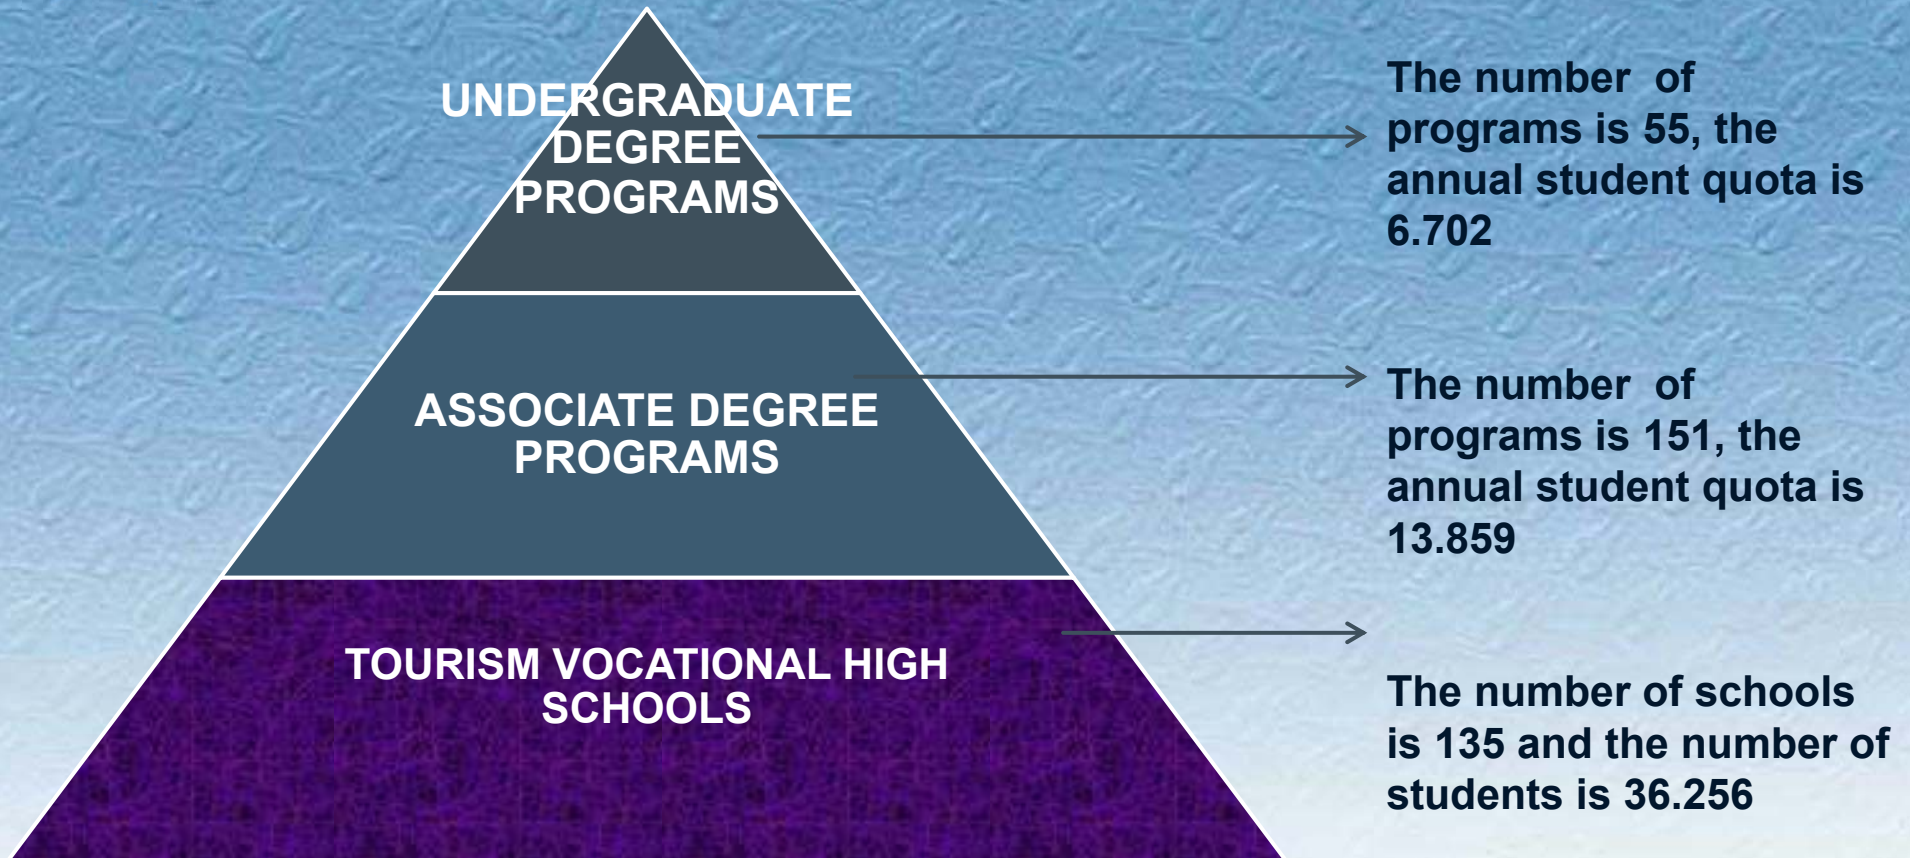 UNDERGRADUATE
DEGREE
PROGRAMS
The number of
programs is 55, the
annual student quota is
6.702
ASSOCIATE DEGREE
PROGRAMS
The number of
programs is 151, the
annual student quota is
13.859
TOURISM VOCATIONAL HIGH
SCHOOLS
The number of schools
is 135 and the number of
students is 36.256